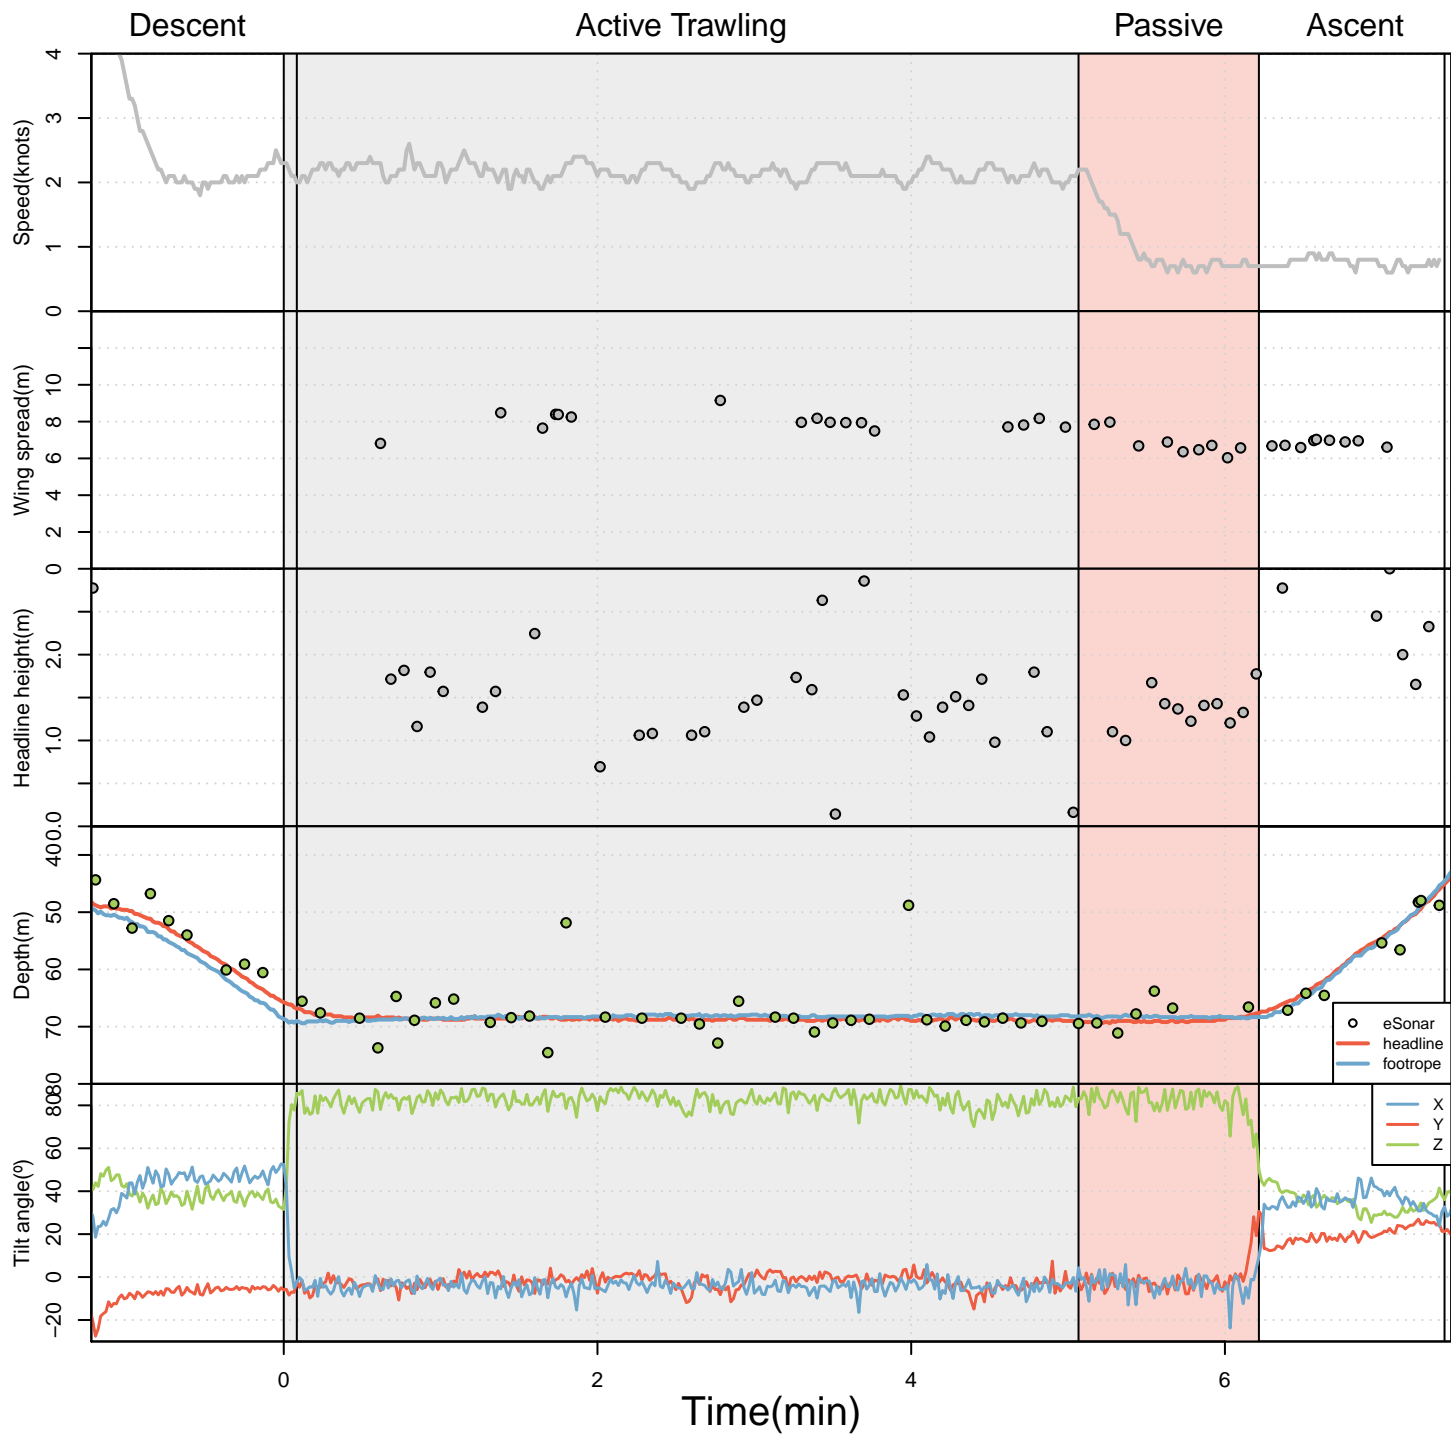 Descent Active Trawling Passive Ascent
Speed(knots)
4
3
2
1
0
Wing spread(m)
10
8
6
4
2
0
Headline height(m)
2.0
1.0
0.0
Depth(m)
40
50
60
70
80
eSonar
headline
footrope
Tilt angle(º)
80
60
40
20
0
−20
X
Y
Z
0 2 4 6
Time(min)